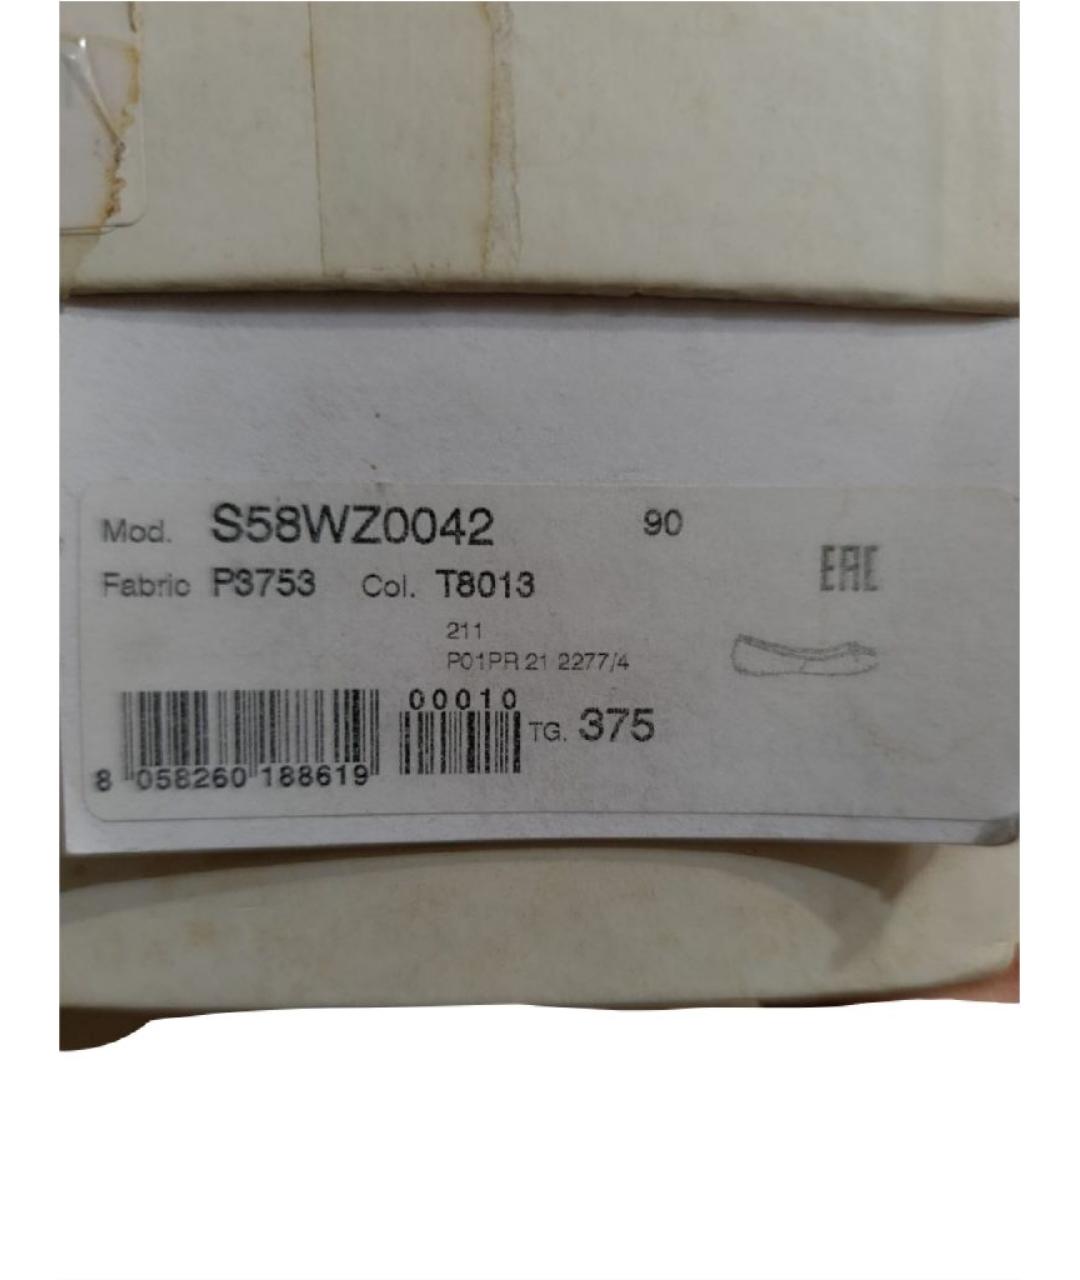 Mod. S58WZ0042 90
Fabric P3753 Col. T8013
EAC
211
P01PR 21 2277/4
00010
TG. 375
8 058260 188619